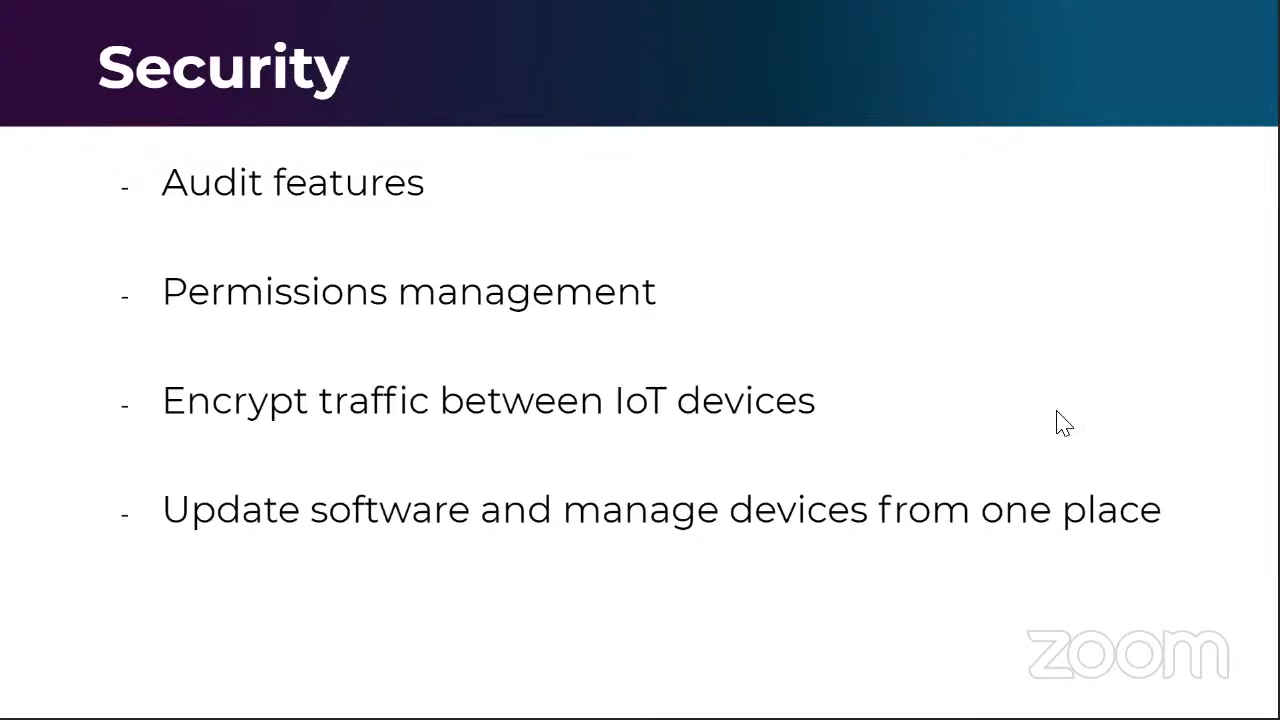 Security
- Audit features
- Permissions management
- Encrypt traffic between IoT devices
- Update software and manage devices from one place
zoom